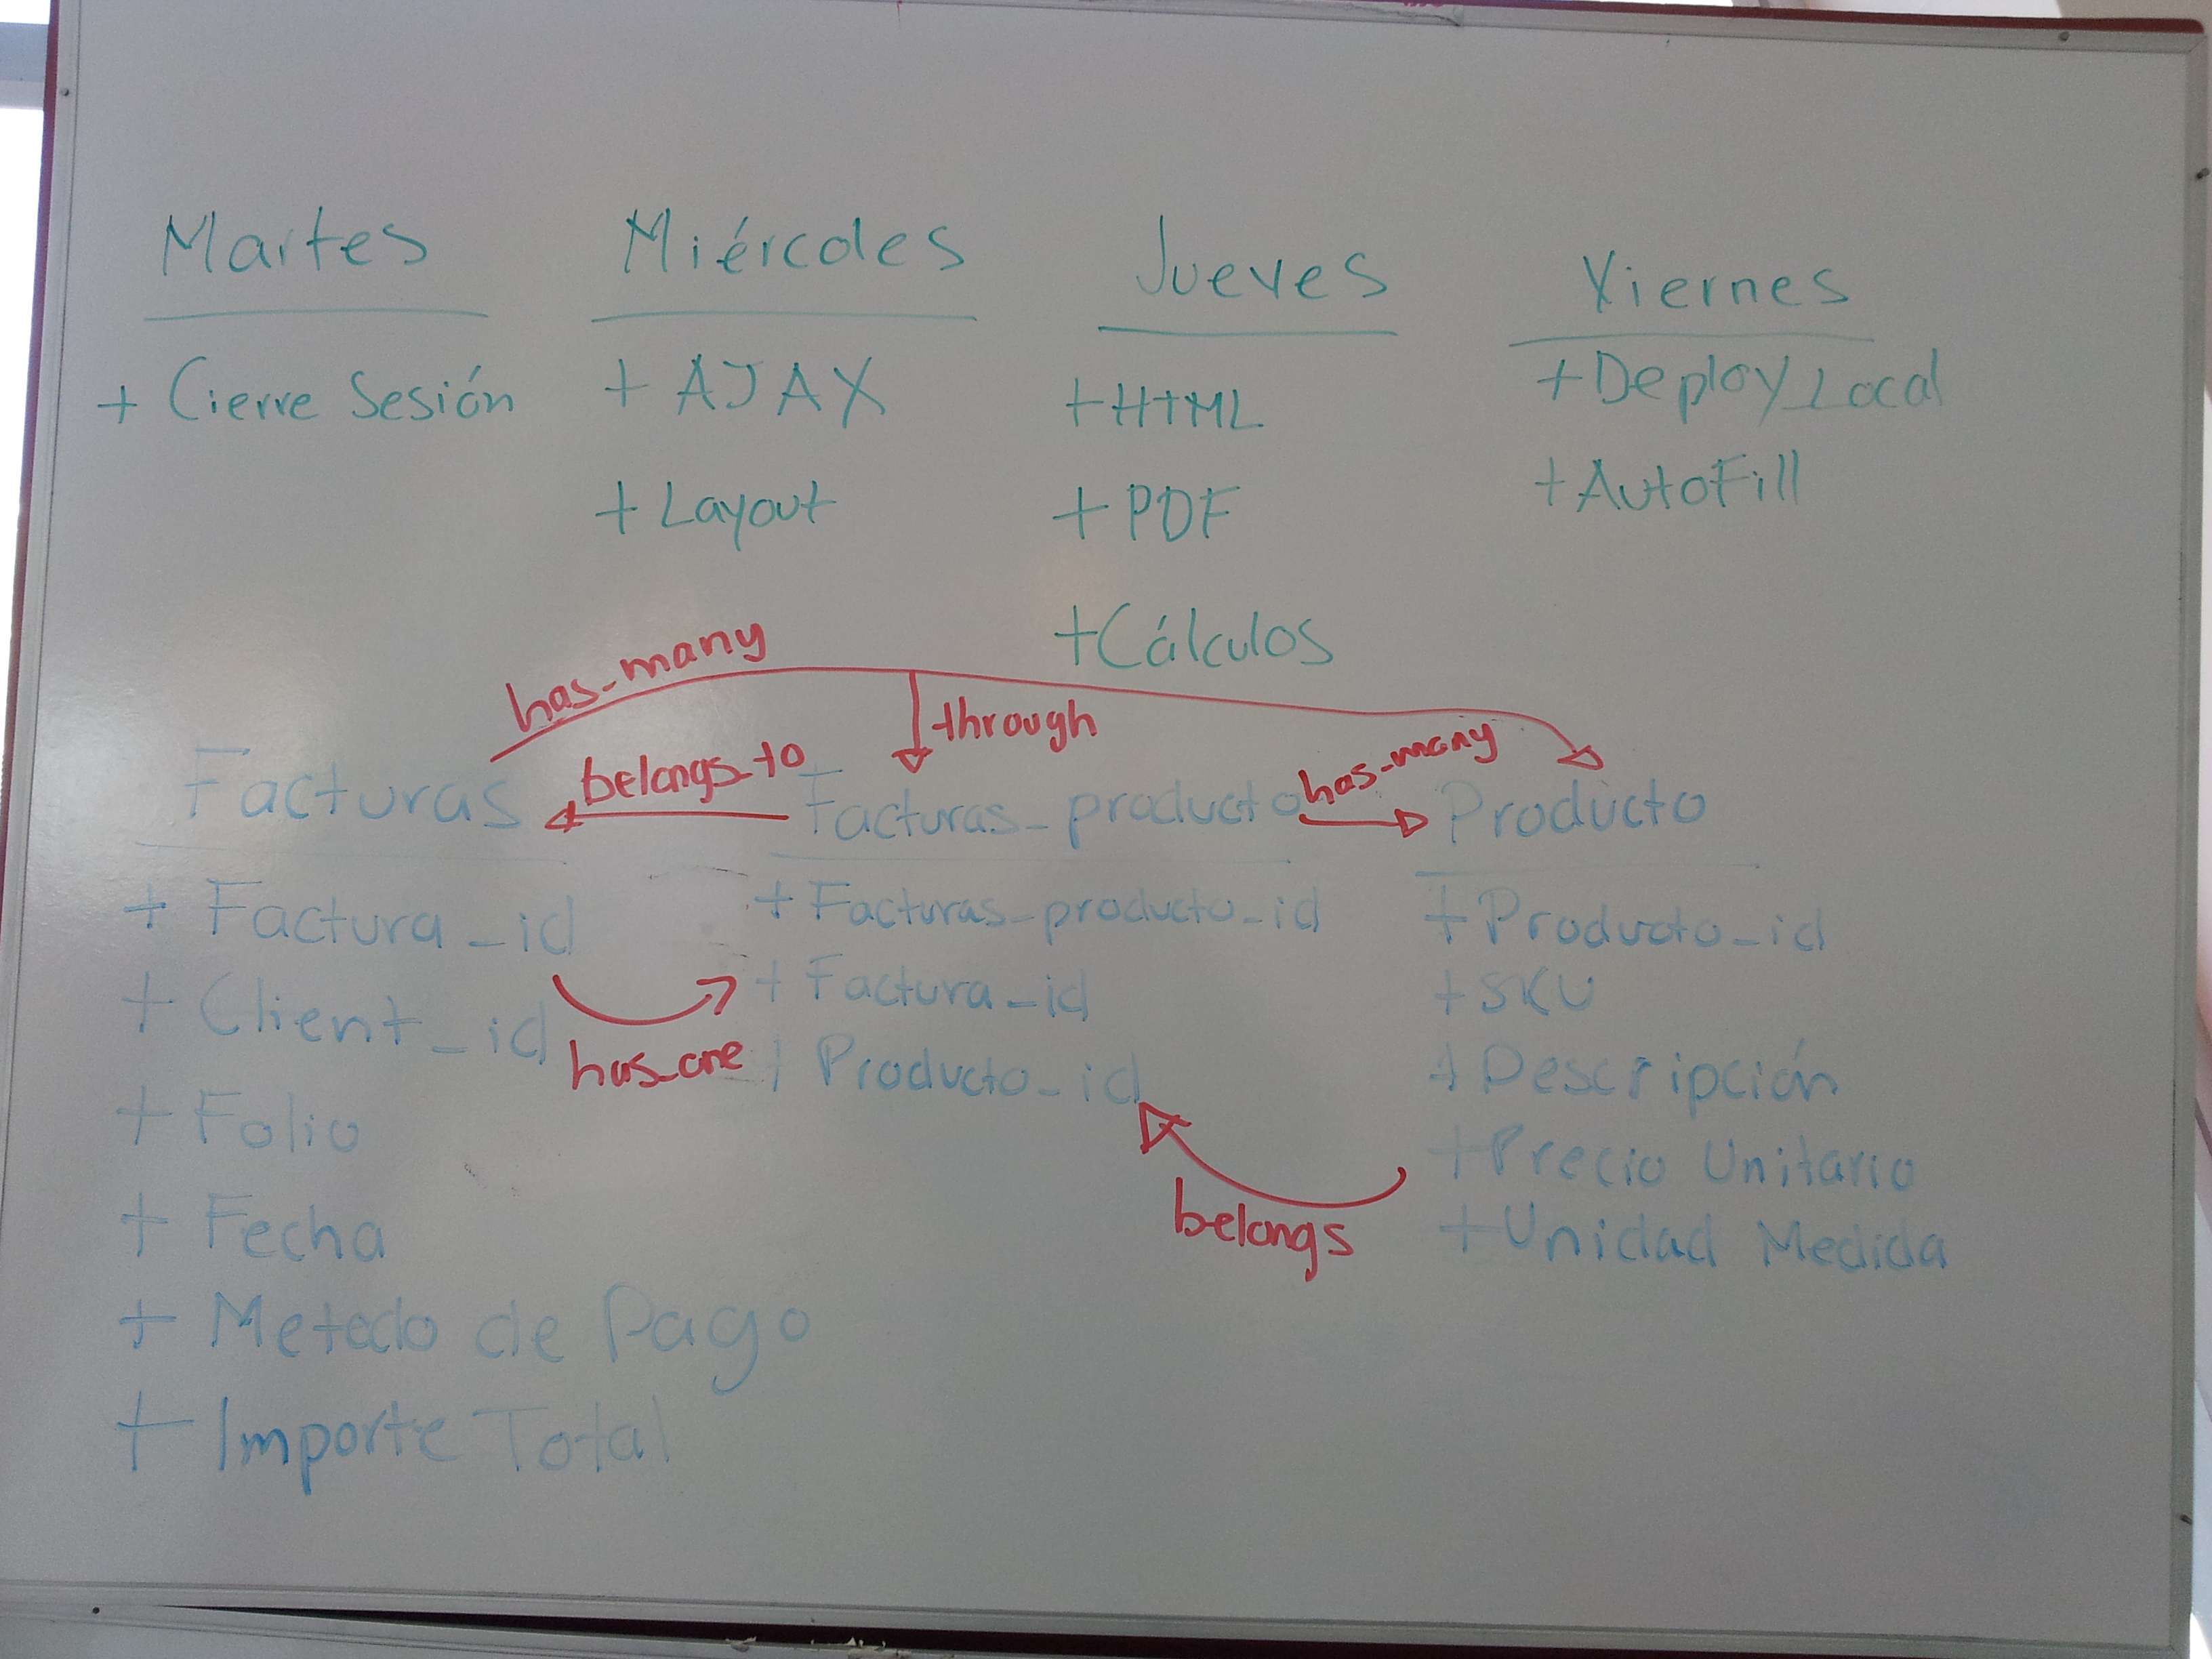 Martes
+ Cierre Sesión
Miércoles
+ AJAX
+ Layout
Jueves
+ HTML
+ PDF
+ Cálculos
Viernes
+ Deploy_Local
+ AutoFill
has_many
through
belongs_to
has_many
has_one
belongs
Facturas
+ Factura_id
+ Client_id
+ Folio
+ Fecha
+ Metodo de Pago
+ Importe Total
Facturas_producto
+ Facturas_producto_id
+ Factura_id
+ Producto_id
Producto
+ Producto_id
+ SKU
+ Descripción
+ Precio Unitario
+ Unidad Medida